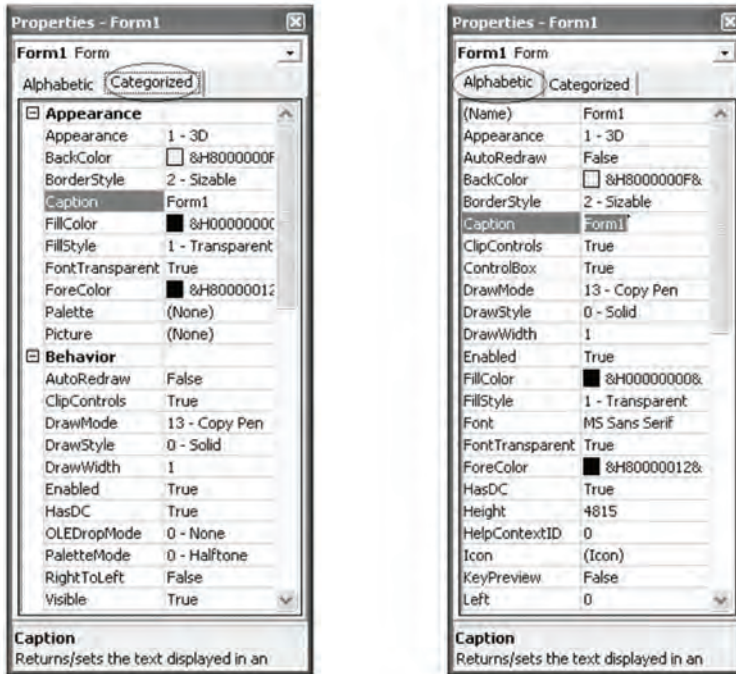 Properties - Form1
Form1 Form
Alphabetic Categorized
Appearance
Appearance 1 - 3D
BackColor &H8000000F
BorderStyle 2 - Sizable
Caption Form1
FillColor &H00000000
FillStyle 1 - Transparent
FontTransparent True
ForeColor &H80000012
Palette (None)
Picture (None)
Behavior
AutoRedraw False
ClipControls True
DrawMode 13 - Copy Pen
DrawStyle 0 - Solid
DrawWidth 1
Enabled True
HasDC True
OLEDropMode 0 - None
PaletteMode 0 - Halftone
RightToLeft False
Visible True
Caption
Returns/sets the text displayed in an
Properties - Form1
Form1 Form
Alphabetic Categorized
(Name) Form1
Appearance 1 - 3D
AutoRedraw False
BackColor &H8000000F&
BorderStyle 2 - Sizable
Caption Form1
ClipControls True
ControlBox True
DrawMode 13 - Copy Pen
DrawStyle 0 - Solid
DrawWidth 1
Enabled True
FillColor &H00000000&
FillStyle 1 - Transparent
Font MS Sans Serif
FontTransparent True
ForeColor &H80000012&
HasDC True
Height 4815
HelpContextID 0
Icon (Icon)
KeyPreview False
Left 0
Caption
Returns/sets the text displayed in an